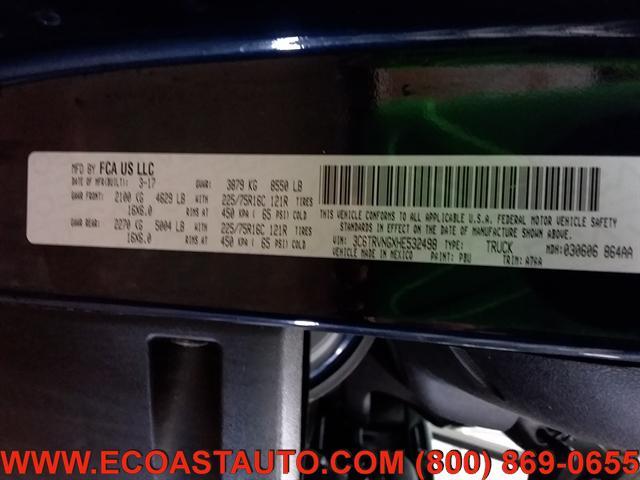 MFD BY FCA US LLC
DATE OF MFR(BUILT): 3-17 GVWR: 3879 KG 8550 LB
GAWR FRONT: 2100 KG 4629 LB 225/75R16C 121R TIRES
16X6.0 RIMS AT 450 KPA / 65 PSI COLD
GAWR REAR: 2270 KG 5004 LB 225/75R16C 121R TIRES
16X6.0 RIMS AT 450 KPA / 65 PSI COLD
THIS VEHICLE CONFORMS TO ALL APPLICABLE U.S.A. FEDERAL MOTOR VEHICLE SAFETY
STANDARDS IN EFFECT ON THE DATE OF MANUFACTURE SHOWN ABOVE.
VIN: 3C6TRVNGXHE532498 TYPE: TRUCK MDH: 030606 864AA
VEHICLE MADE IN MEXICO PAINT: PBU TRIM: A7AA
WWW.ECOASTAUTO.COM (800) 869-0655